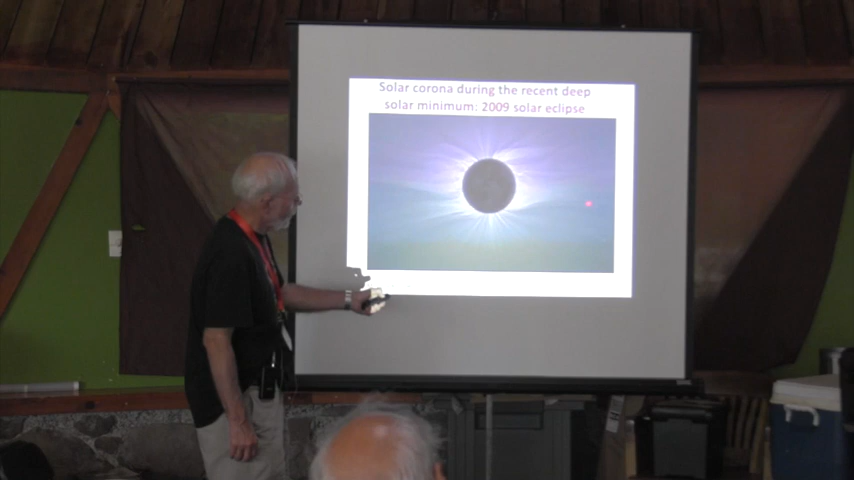 Solar corona during the recent deep
solar minimum: 2009 solar eclipse